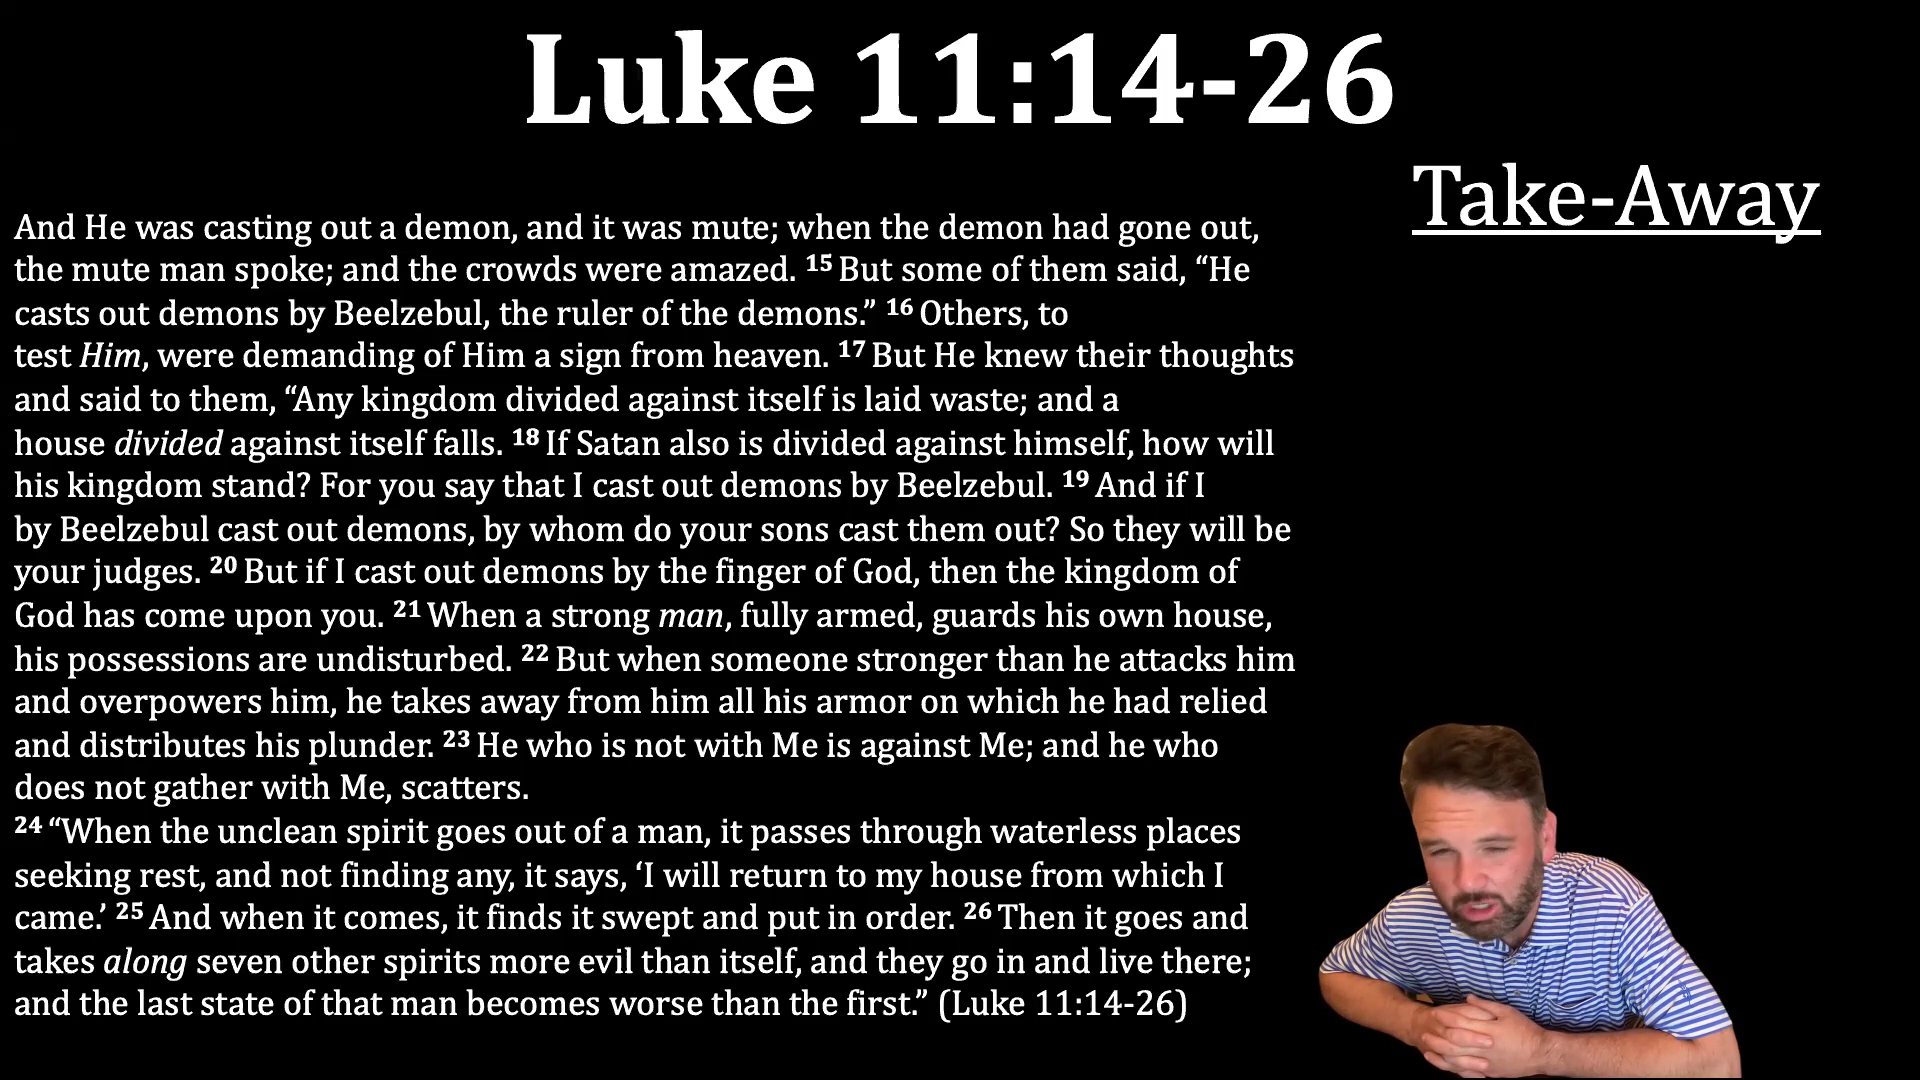 Luke 11:14-26
Take-Away
And He was casting out a demon, and it was mute; when the demon had gone out,
the mute man spoke; and the crowds were amazed. 15 But some of them said, “He
casts out demons by Beelzebul, the ruler of the demons.” 16 Others, to
test Him, were demanding of Him a sign from heaven. 17 But He knew their thoughts
and said to them, “Any kingdom divided against itself is laid waste; and a
house divided against itself falls. 18 If Satan also is divided against himself, how will
his kingdom stand? For you say that I cast out demons by Beelzebul. 19 And if I
by Beelzebul cast out demons, by whom do your sons cast them out? So they will be
your judges. 20 But if I cast out demons by the finger of God, then the kingdom of
God has come upon you. 21 When a strong man, fully armed, guards his own house,
his possessions are undisturbed. 22 But when someone stronger than he attacks him
and overpowers him, he takes away from him all his armor on which he had relied
and distributes his plunder. 23 He who is not with Me is against Me; and he who
does not gather with Me, scatters.
24 “When the unclean spirit goes out of a man, it passes through waterless places
seeking rest, and not finding any, it says, ‘I will return to my house from which I
came.’ 25 And when it comes, it finds it swept and put in order. 26 Then it goes and
takes along seven other spirits more evil than itself, and they go in and live there;
and the last state of that man becomes worse than the first.” (Luke 11:14-26)